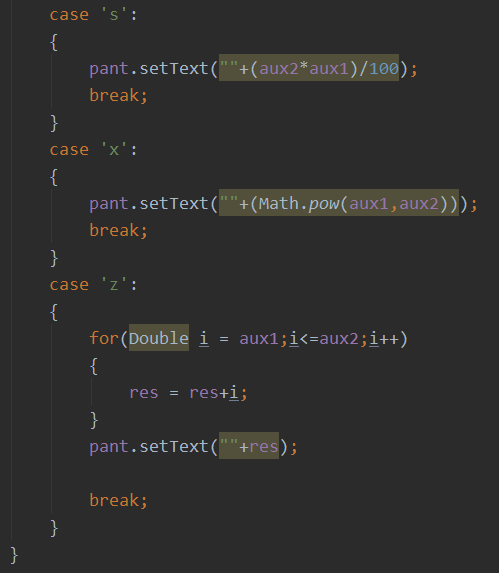 case 's':
{
pant.setText(""+(aux2*aux1)/100);
break;
}
case 'x':
{
pant.setText(""+(Math.pow(aux1,aux2)));
break;
}
case 'z':
{
for(Double i = aux1;i<=aux2;i++)
{
res = res+i;
}
pant.setText(""+res);
break;
}
}